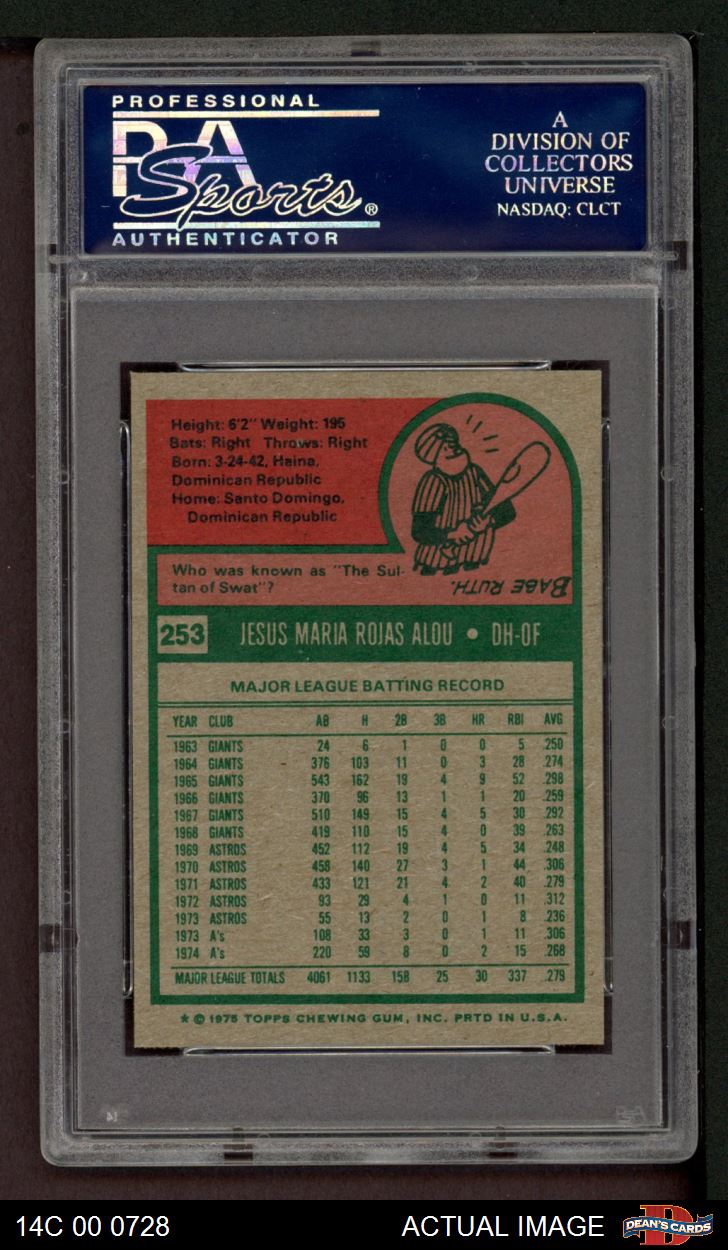 PROFESSIONAL
PSA
Sports®
AUTHENTICATOR
A
DIVISION OF
COLLECTORS
UNIVERSE
NASDAQ: CLCT
Height: 6'2" Weight: 195
Bats: Right Throws: Right
Born: 3-24-42, Haina,
Dominican Republic
Home: Santo Domingo,
Dominican Republic
Who was known as "The Sul-
tan of Swat"?
BABE RUTH.
253 JESUS MARIA ROJAS ALOU • DH-OF
MAJOR LEAGUE BATTING RECORD
YEAR CLUB AB H 2B 3B HR RBI AVG
1963 GIANTS 24 6 1 0 0 5 .250
1964 GIANTS 376 103 11 0 3 28 .274
1965 GIANTS 543 162 19 4 9 52 .298
1966 GIANTS 370 96 13 1 1 20 .259
1967 GIANTS 510 149 15 4 5 30 .292
1968 GIANTS 419 110 15 4 0 39 .263
1969 ASTROS 452 112 19 4 5 34 .248
1970 ASTROS 458 140 27 3 1 44 .306
1971 ASTROS 433 121 21 4 2 40 .279
1972 ASTROS 93 29 4 1 0 11 .312
1973 ASTROS 55 13 2 0 1 8 .236
1973 A's 108 33 3 0 1 11 .306
1974 A's 220 59 8 0 2 15 .268
MAJOR LEAGUE TOTALS 4061 1133 158 25 30 337 .279
★ © 1975 TOPPS CHEWING GUM, INC. PRTD IN U.S.A.
14
PSA
14C 00 0728
ACTUAL IMAGE
DEAN'S CARDS